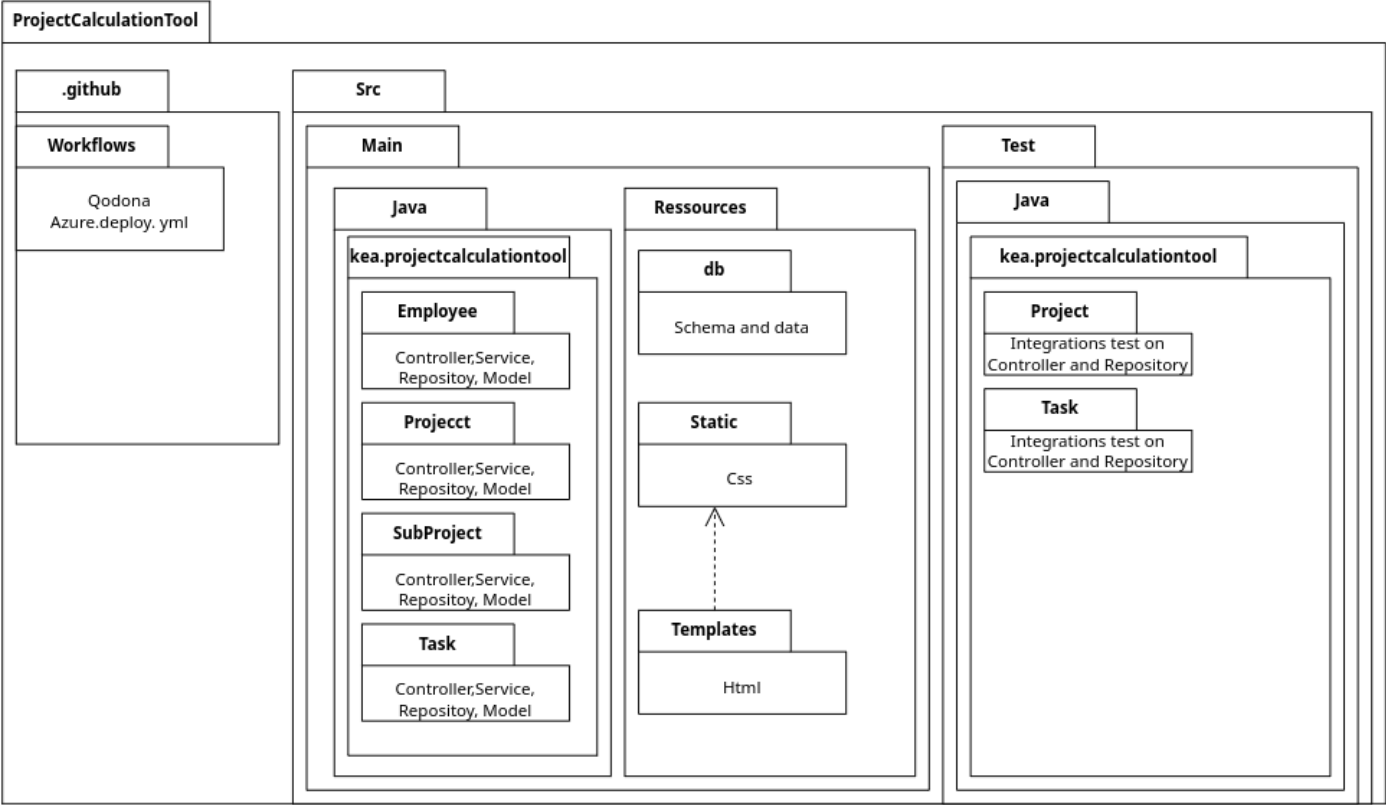 ProjectCalculationTool
.github
Workflows
Qodona
Azure.deploy. yml
Src
Main
Java
kea.projectcalculationtool
Employee
Controller,Service,
Repositoy, Model
Projecct
Controller,Service,
Repositoy, Model
SubProject
Controller,Service,
Repositoy, Model
Task
Controller,Service,
Repositoy, Model
Ressources
db
Schema and data
Static
Css
Templates
Html
Test
Java
kea.projectcalculationtool
Project
Integrations test on
Controller and Repository
Task
Integrations test on
Controller and Repository